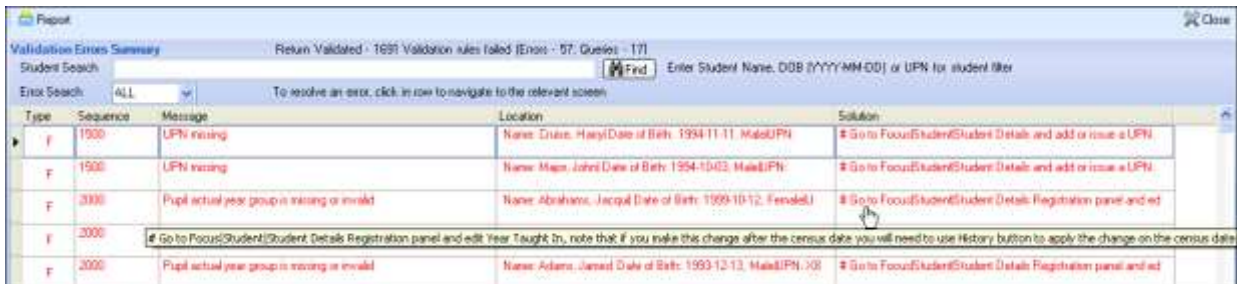 Report Close
Validation Errors Summary Return Validated - 1691 Validation rules failed (Errors - 57, Queries - 17)
Student Search Find Enter Student Name, DOB (YYYY-MM-DD) or UPN for student filter
Error Search ALL To resolve an error, click in row to navigate to the relevant screen
Type Sequence Message Location Solution
F 1500 UPN missing Name: Cruise, Harry|Date of Birth: 1994-11-11, Male|UPN: # Go to Focus|Student|Student Details and add or issue a UPN.
F 1500 UPN missing Name: Major, John| Date of Birth: 1994-10-03, Male|UPN: # Go to Focus|Student|Student Details and add or issue a UPN.
F 2000 Pupil actual year group is missing or invalid Name: Abrahams, Jacqui| Date of Birth: 1999-10-12, Female|U # Go to Focus|Student|Student Details Registration panel and ed
F 2000 # Go to Focus|Student|Student Details Registration panel and edit Year Taught In, note that if you make this change after the census date you will need to use History button to apply the change on the census date
F 2000 Pupil actual year group is missing or invalid Name: Adams, James| Date of Birth: 1993-12-13, Male|UPN: # Go to Focus|Student|Student Details Registration panel and ed